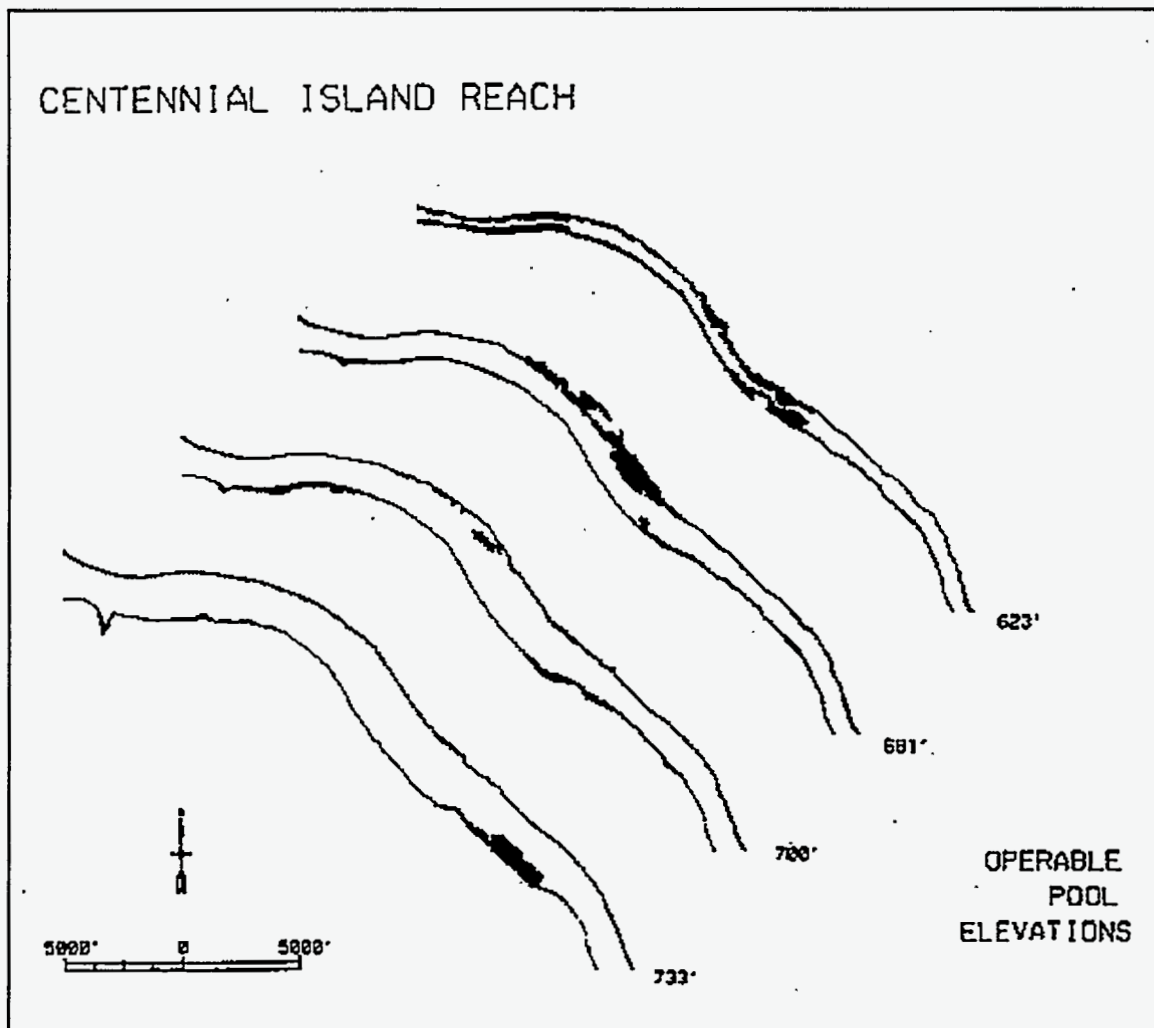 CENTENNIAL ISLAND REACH
623'
681'
700'
733'
OPERABLE
POOL
ELEVATIONS
5000' 0 5000'